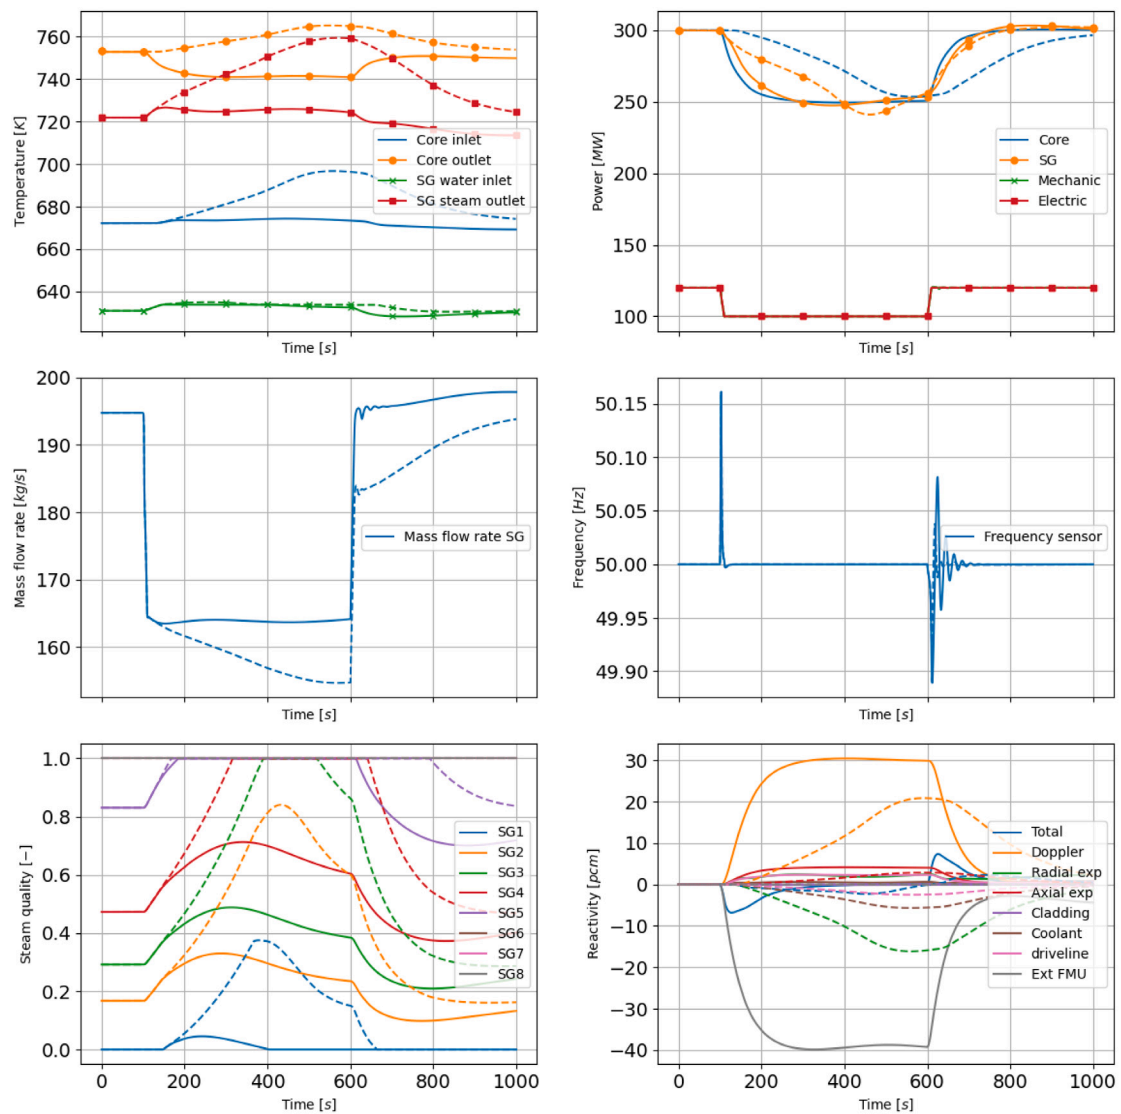 760
740
720
700
680
660
640
Temperature [K]
Core inlet
Core outlet
SG water inlet
SG steam outlet
Time [s]
300
250
200
150
100
Power [MW]
Core
SG
Mechanic
Electric
Time [s]
200
190
180
170
160
Mass flow rate [kg/s]
Mass flow rate SG
Time [s]
50.15
50.10
50.05
50.00
49.95
49.90
Frequency [Hz]
Frequency sensor
Time [s]
1.0
0.8
0.6
0.4
0.2
0.0
Steam quality [−]
SG1
SG2
SG3
SG4
SG5
SG6
SG7
SG8
0 200 400 600 800 1000
Time [s]
30
20
10
0
−10
−20
−30
−40
Reactivity [pcm]
Total
Doppler
Radial exp
Axial exp
Cladding
Coolant
driveline
Ext FMU
0 200 400 600 800 1000
Time [s]